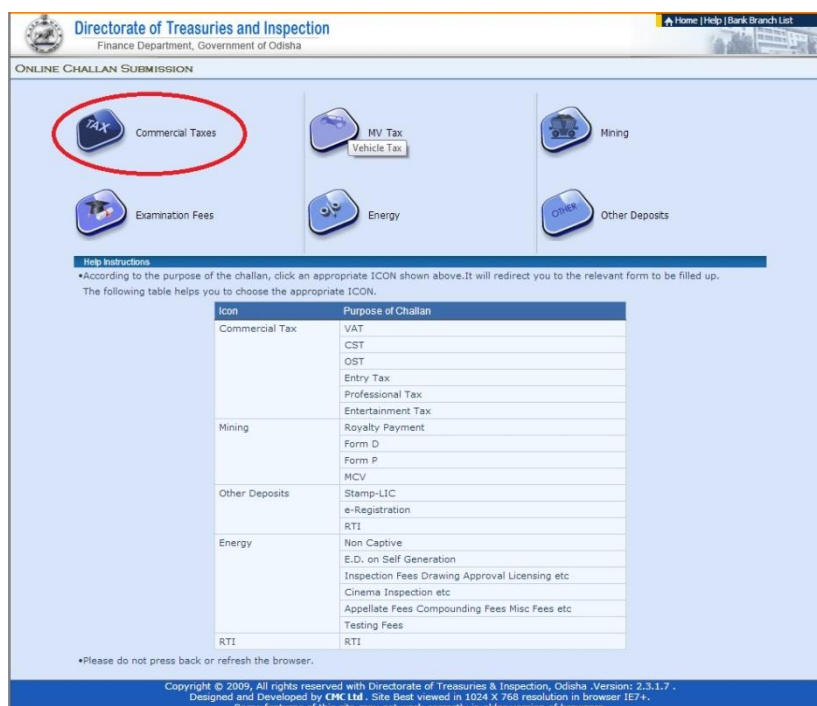 Directorate of Treasuries and Inspection
Finance Department, Government of Odisha
Home | Help | Bank Branch List
ONLINE CHALLAN SUBMISSION
TAX Commercial Taxes
MV Tax
Vehicle Tax
Mining
Examination Fees
Energy
OTHER Other Deposits
Help Instructions
•According to the purpose of the challan, click an appropriate ICON shown above.It will redirect you to the relevant form to be filled up.
The following table helps you to choose the appropriate ICON.
Icon Purpose of Challan
Commercial Tax VAT
CST
OST
Entry Tax
Professional Tax
Entertainment Tax
Mining Royalty Payment
Form D
Form P
MCV
Other Deposits Stamp-LIC
e-Registration
RTI
Energy Non Captive
E.D. on Self Generation
Inspection Fees Drawing Approval Licensing etc
Cinema Inspection etc
Appellate Fees Compounding Fees Misc Fees etc
Testing Fees
RTI RTI
•Please do not press back or refresh the browser.
Copyright © 2009, All rights reserved with Directorate of Treasuries & Inspection, Odisha .Version: 2.3.1.7 .
Designed and Developed by CMC Ltd . Site Best viewed in 1024 X 768 resolution in browser IE7+.